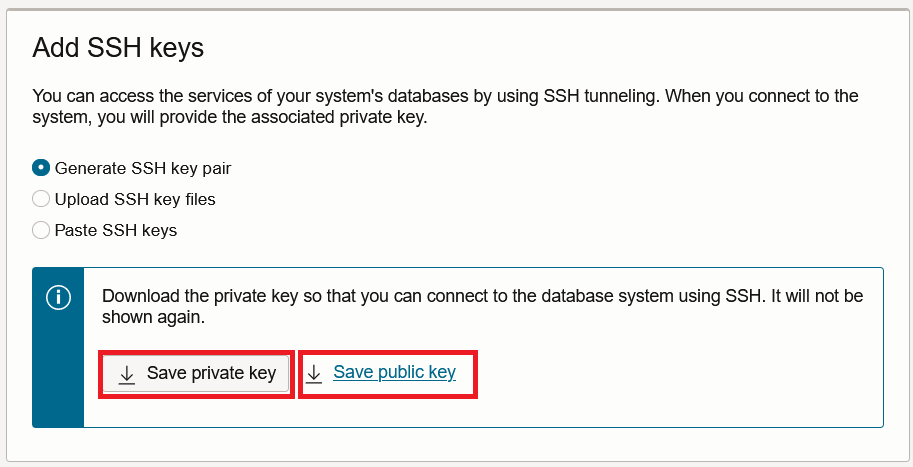 Add SSH keys
You can access the services of your system's databases by using SSH tunneling. When you connect to the
system, you will provide the associated private key.
Generate SSH key pair
Upload SSH key files
Paste SSH keys
Download the private key so that you can connect to the database system using SSH. It will not be
shown again.
Save private key Save public key